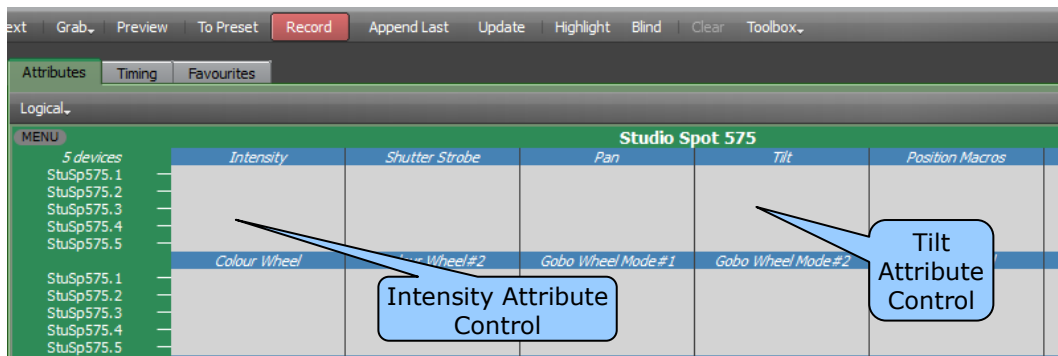 ext Grab Preview To Preset Record Append Last Update Highlight Blind Clear Toolbox
Attributes Timing Favourites
Logical
MENU Studio Spot 575
5 devices Intensity Shutter Strobe Pan Tilt Position Macros
StuSp575.1
StuSp575.2
StuSp575.3
StuSp575.4
StuSp575.5
Colour Wheel Wheel#2 Gobo Wheel Mode#1 Gobo Wheel Mode#2
StuSp575.1
StuSp575.2
StuSp575.3
StuSp575.4
StuSp575.5
Intensity Attribute
Control
Tilt
Attribute
Control